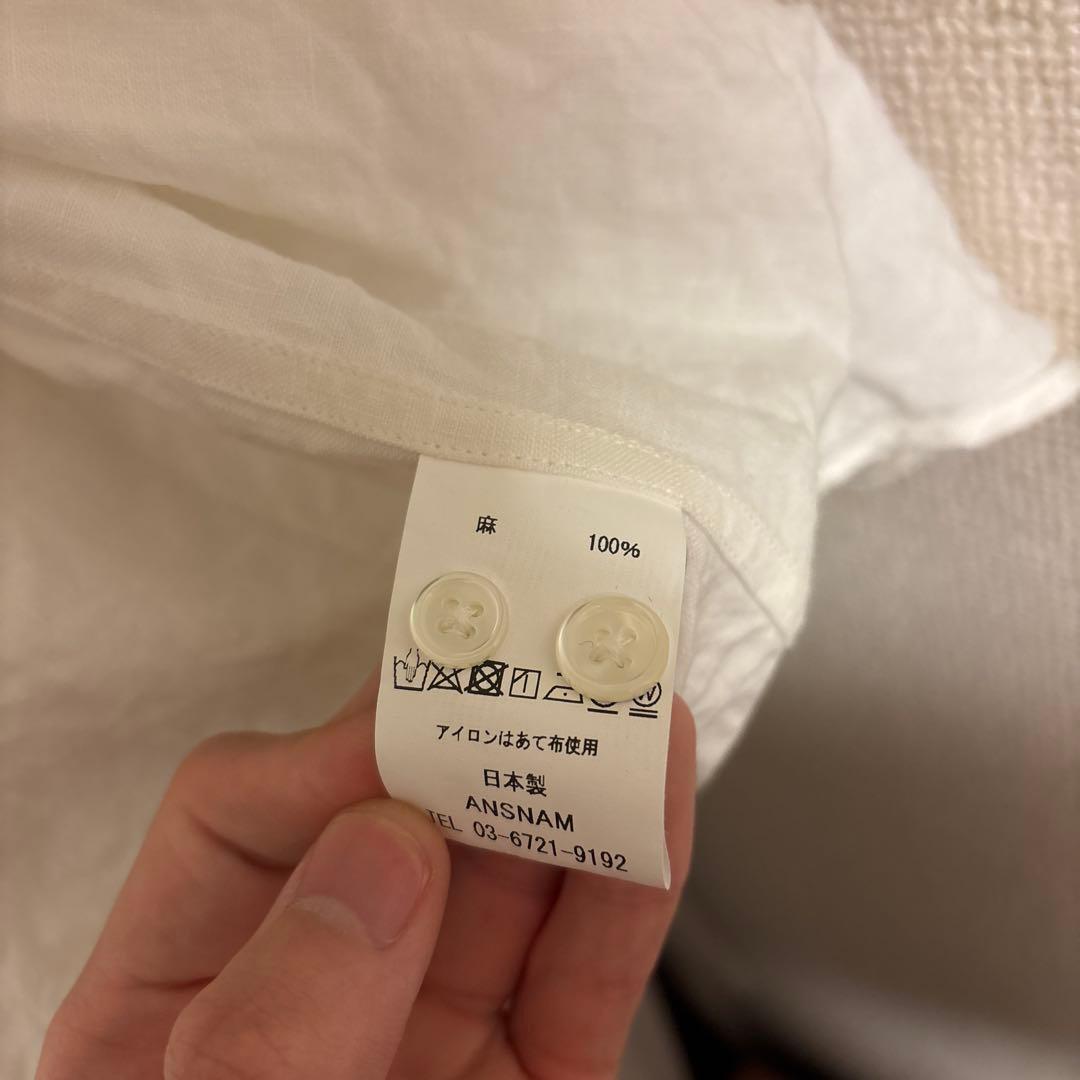 麻 100%
W
アイロンはあて布使用
日本製
ANSNAM
TEL 03-6721-9192